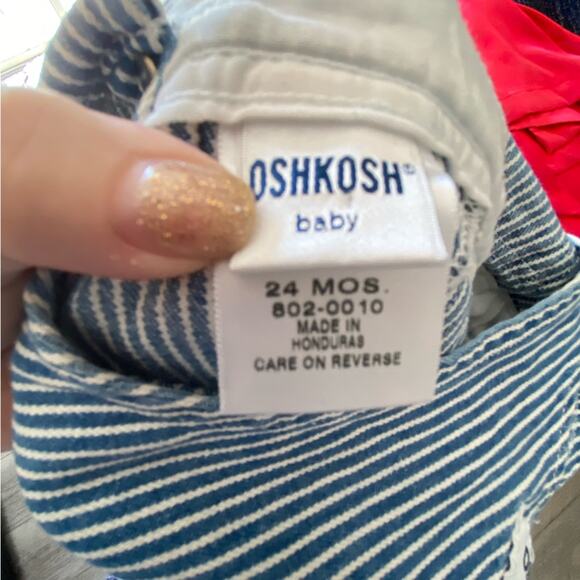 OSHKOSH®
baby
24 MOS.
802-0010
MADE IN
HONDURAS
CARE ON REVERSE